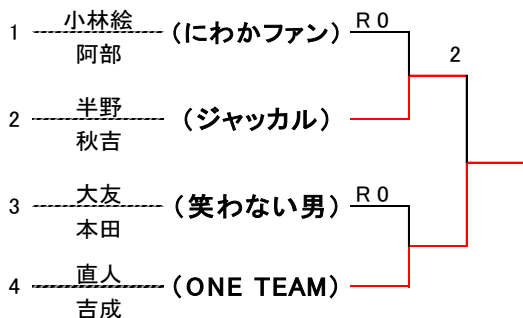 小林絵
1 (にわかファン) R 0
阿部
2
半野
2 (ジャッカル)
秋吉
大友
3 (笑わない男) R 0
本田
直人
4 (ONE TEAM)
吉成